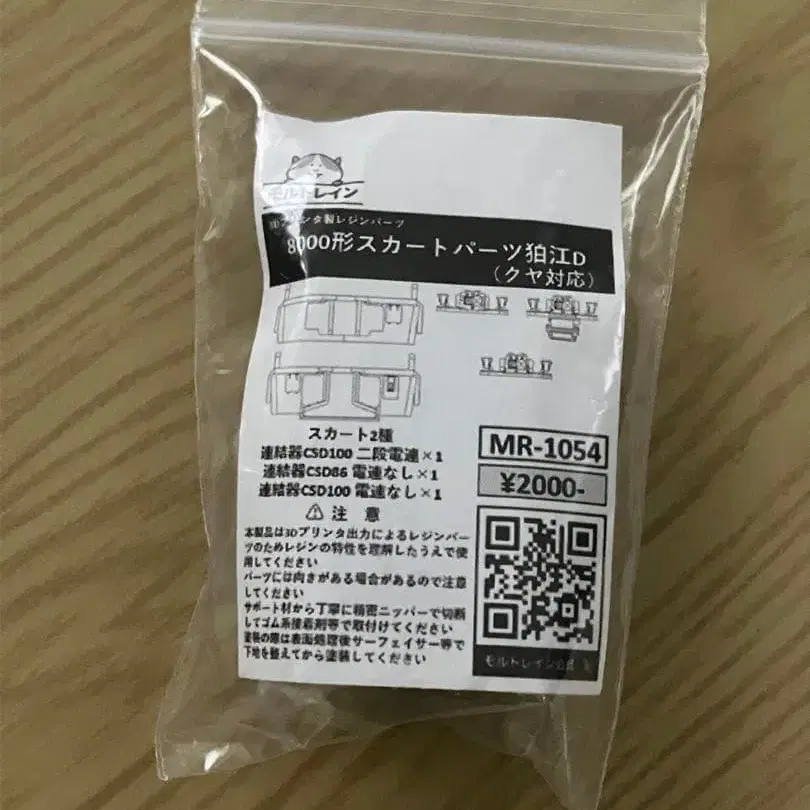 モルトレイン
3Dプリンタ製レジンパーツ
8000形スカートパーツ狛江D
（クヤ対応）
スカート2種
連結器CSD100 二段電連×1
連結器CSD86 電連なし×1
連結器CSD100 電連なし×1
MR-1054
¥2000-
⚠ 注 意
本製品は3Dプリンタ出力によるレジンパー
ツのためレジンの特性を理解したうえで使
用してください
パーツには向きがある場合があるので注意
してください
サポート材から丁寧に精密ニッパーで切断
してゴム系接着剤等で取付けてください
塗装の際は表面処理後サーフェイサー等で
下地を整えてから塗装してください
モルトレイン公式